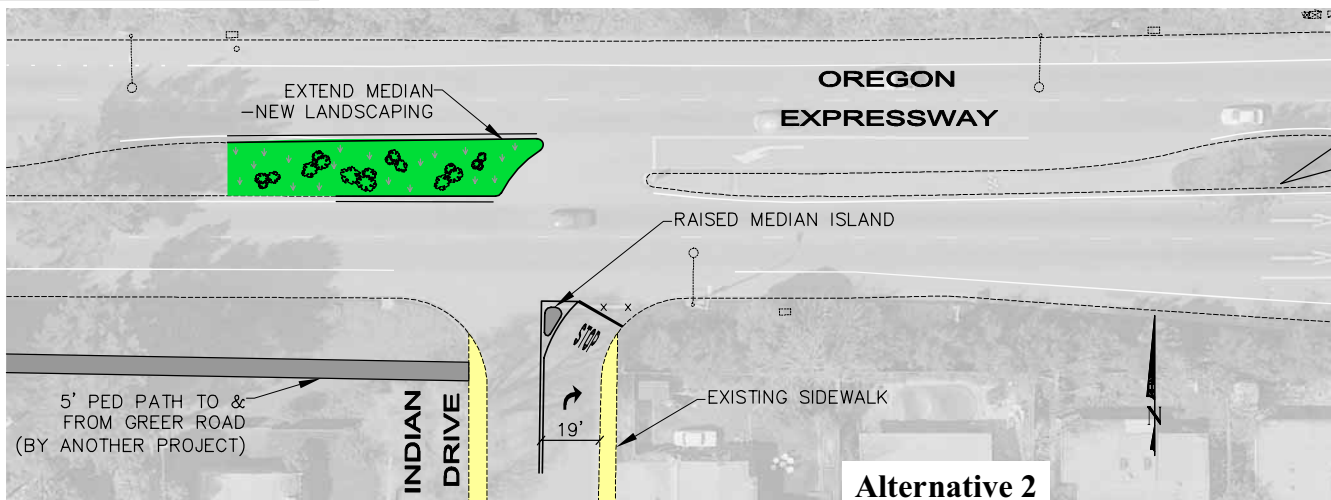 OREGON
EXPRESSWAY
EXTEND MEDIAN
NEW LANDSCAPING
RAISED MEDIAN ISLAND
STOP
5' PED PATH TO &
FROM GREER ROAD
(BY ANOTHER PROJECT)
INDIAN
DRIVE
19'
EXISTING SIDEWALK
N
Alternative 2